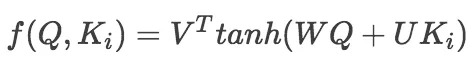 f(Q, K_i) = V^T tanh(WQ + UK_i)